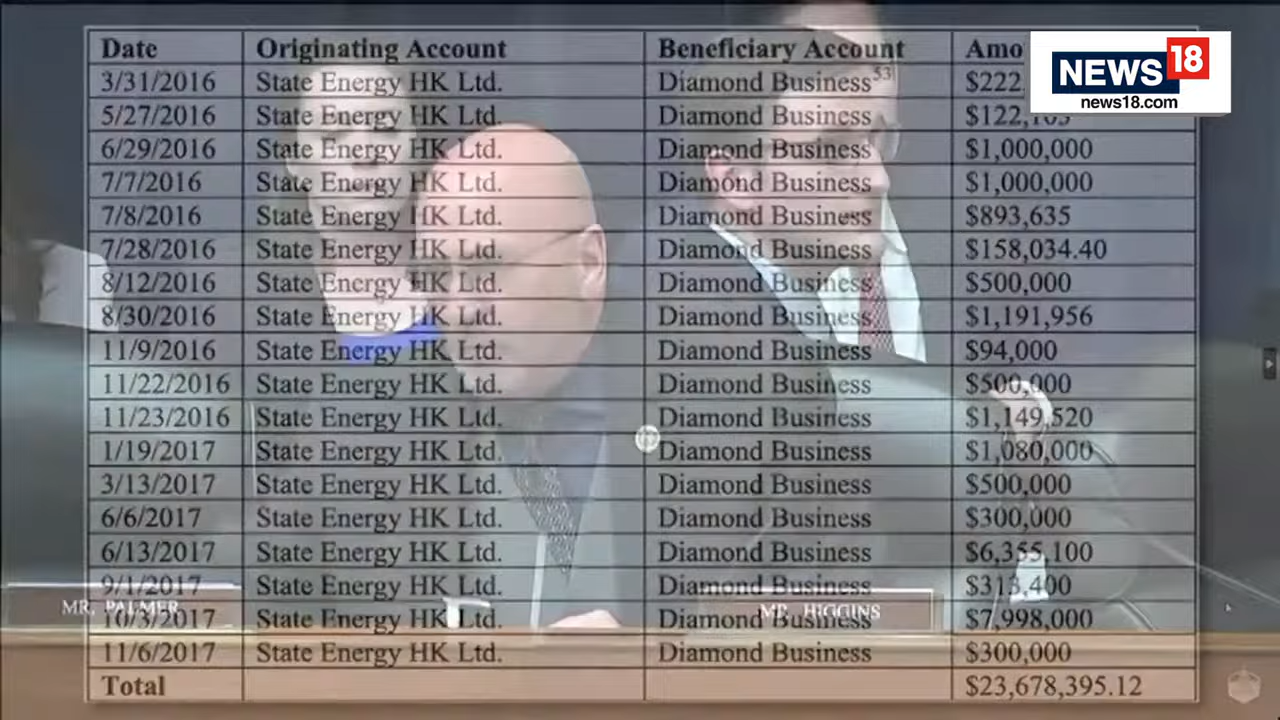 Date Originating Account Beneficiary Account Amo
3/31/2016 State Energy HK Ltd. Diamond Business53 $222,
5/27/2016 State Energy HK Ltd. Diamond Business $122,105
6/29/2016 State Energy HK Ltd. Diamond Business $1,000,000
7/7/2016 State Energy HK Ltd. Diamond Business $1,000,000
7/8/2016 State Energy HK Ltd. Diamond Business $893,635
7/28/2016 State Energy HK Ltd. Diamond Business $158,034.40
8/12/2016 State Energy HK Ltd. Diamond Business $500,000
8/30/2016 State Energy HK Ltd. Diamond Business $1,191,956
11/9/2016 State Energy HK Ltd. Diamond Business $94,000
11/22/2016 State Energy HK Ltd. Diamond Business $500,000
11/23/2016 State Energy HK Ltd. Diamond Business $1,149,520
1/19/2017 State Energy HK Ltd. Diamond Business $1,080,000
3/13/2017 State Energy HK Ltd. Diamond Business $500,000
6/6/2017 State Energy HK Ltd. Diamond Business $300,000
6/13/2017 State Energy HK Ltd. Diamond Business $6,355,100
9/1/2017 State Energy HK Ltd. Diamond Business $313,400
10/3/2017 State Energy HK Ltd. Diamond Business $7,998,000
11/6/2017 State Energy HK Ltd. Diamond Business $300,000
Total $23,678,395.12
NEWS 18
news18.com
MR. PALMER
MR. HIGGINS